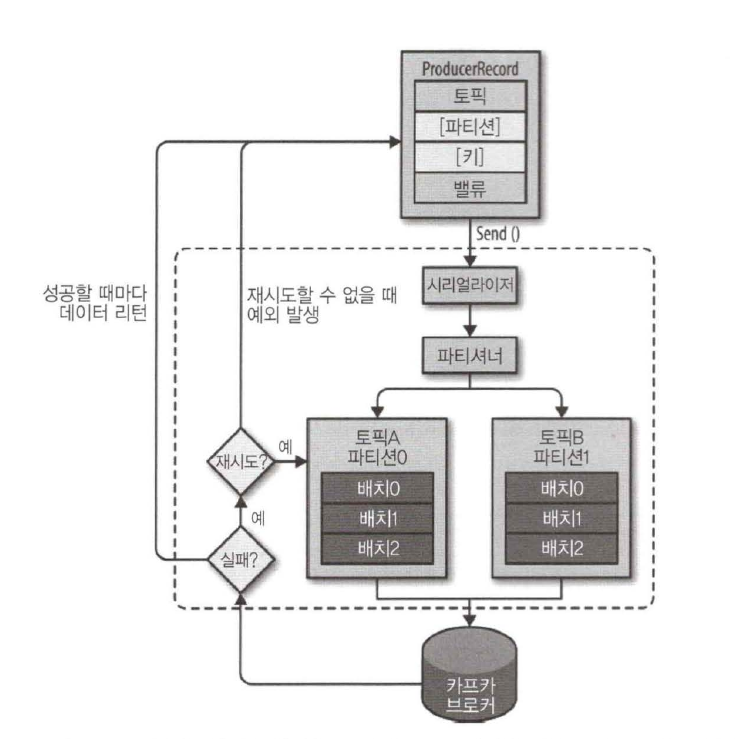 ProducerRecord
토픽
[파티션]
[키]
밸류
Send ()
성공할 때마다
데이터 리턴
재시도할 수 없을 때
예외 발생
시리얼라이저
파티셔너
토픽A
파티션0
배치0
배치1
배치2
토픽B
파티션1
배치0
배치1
배치2
재시도?
예
예
실패?
카프카
브로커